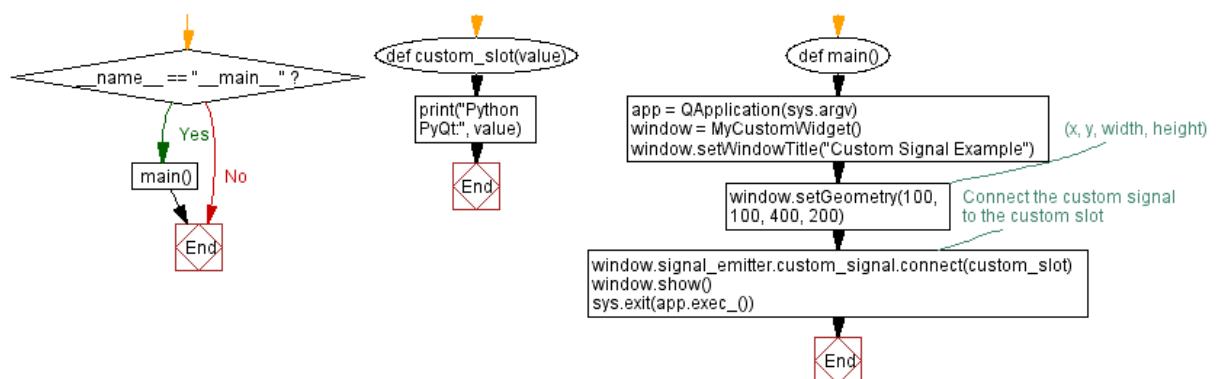 __name__ == "__main__" ?
Yes
No
main()
End
def custom_slot(value)
print("Python
PyQt:", value)
End
def main()
app = QApplication(sys.argv)
window = MyCustomWidget()
window.setWindowTitle("Custom Signal Example")
(x, y, width, height)
window.setGeometry(100,
100, 400, 200)
Connect the custom signal
to the custom slot
window.signal_emitter.custom_signal.connect(custom_slot)
window.show()
sys.exit(app.exec_())
End